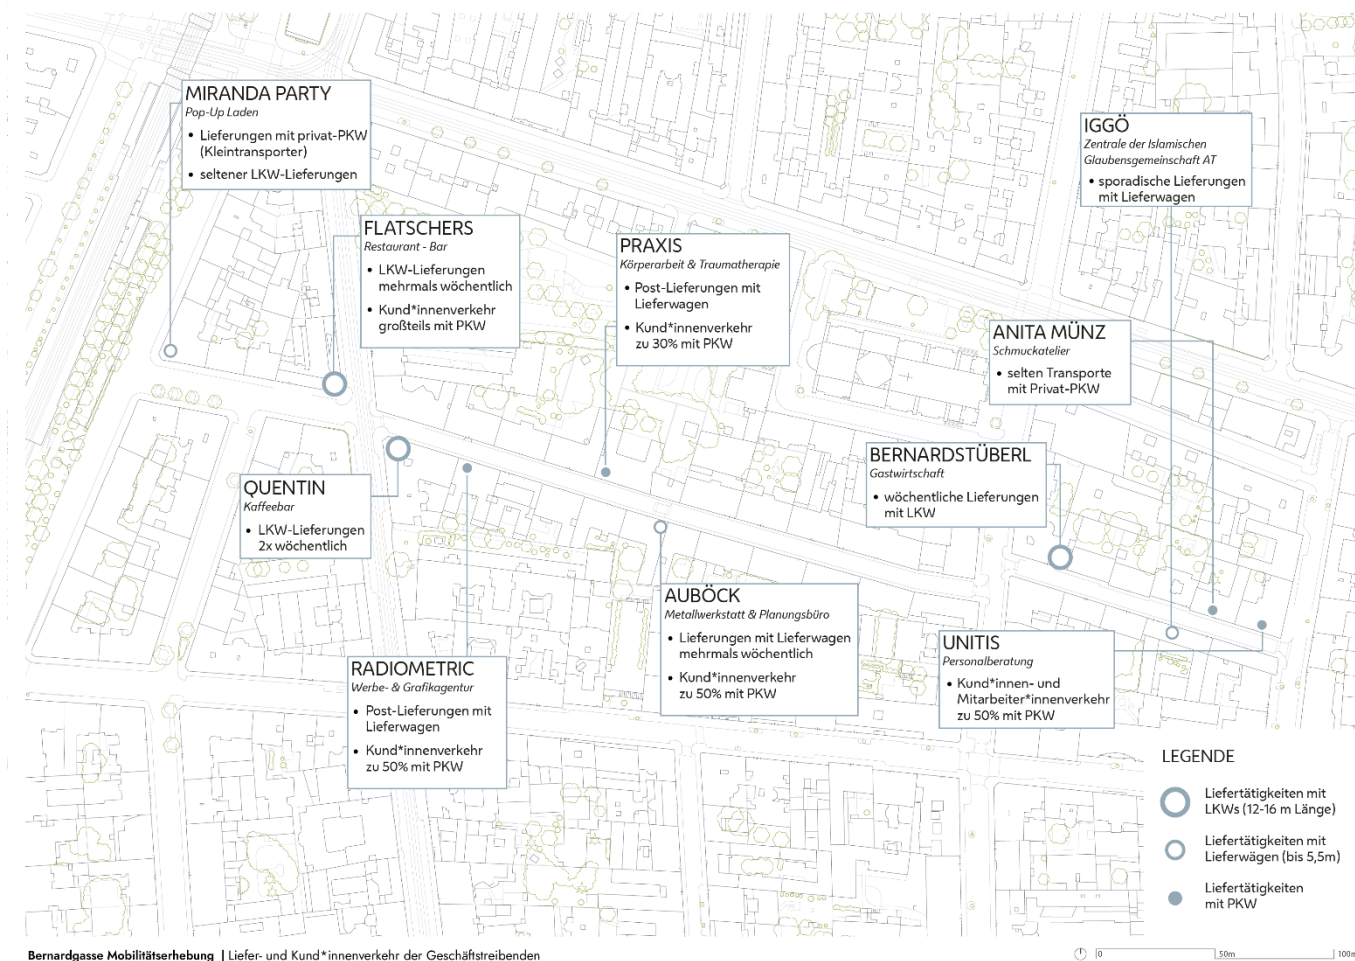 MIRANDA PARTY
Pop-Up Laden
• Lieferungen mit privat-PKW
(Kleintransporter)
• seltener LKW-Lieferungen
FLATSCHERS
Restaurant - Bar
• LKW-Lieferungen
mehrmals wöchentlich
• Kund*innenverkehr
großteils mit PKW
PRAXIS
Körperarbeit & Traumatherapie
• Post-Lieferungen mit
Lieferwagen
• Kund*innenverkehr
zu 30% mit PKW
IGGÖ
Zentrale der Islamischen
Glaubensgemeinschaft AT
• sporadische Lieferungen
mit Lieferwagen
ANITA MÜNZ
Schmuckatelier
• selten Transporte
mit Privat-PKW
BERNARDSTÜBERL
Gastwirtschaft
• wöchentliche Lieferungen
mit LKW
QUENTIN
Kaffeebar
• LKW-Lieferungen
2x wöchentlich
AUBÖCK
Metallwerkstatt & Planungsbüro
• Lieferungen mit Lieferwagen
mehrmals wöchentlich
• Kund*innenverkehr
zu 50% mit PKW
UNITIS
Personalberatung
• Kund*innen- und
Mitarbeiter*innenverkehr
zu 50% mit PKW
RADIOMETRIC
Werbe- & Grafikagentur
• Post-Lieferungen mit
Lieferwagen
• Kund*innenverkehr
zu 50% mit PKW
LEGENDE
Liefertätigkeiten mit
LKWs (12-16 m Länge)
Liefertätigkeiten mit
Lieferwägen (bis 5,5m)
Liefertätigkeiten
mit PKW
Bernardgasse Mobilitätserhebung | Liefer- und Kund*innenverkehr der Geschäftstreibenden
0 50m 100m